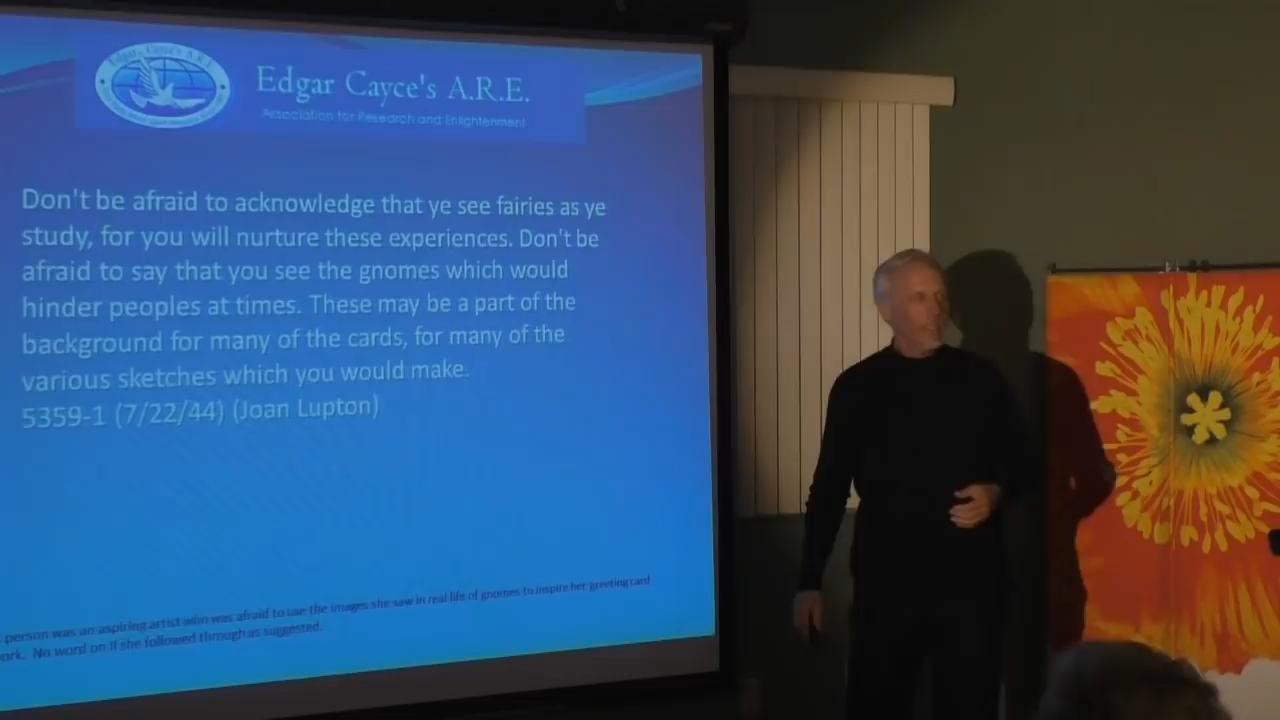 Edgar Cayce's A.R.E.
Edgar Cayce's A.R.E.
Association for Research and Enlightenment
Don't be afraid to acknowledge that ye see fairies as ye
study, for you will nurture these experiences. Don't be
afraid to say that you see the gnomes which would
hinder peoples at times. These may be a part of the
background for many of the cards, for many of the
various sketches which you would make.
5359-1 (7/22/44) (Joan Lupton)
person was an aspiring artist who was afraid to use the images she saw in real life of gnomes to inspire her greeting card
ork. No word on if she followed through as suggested.